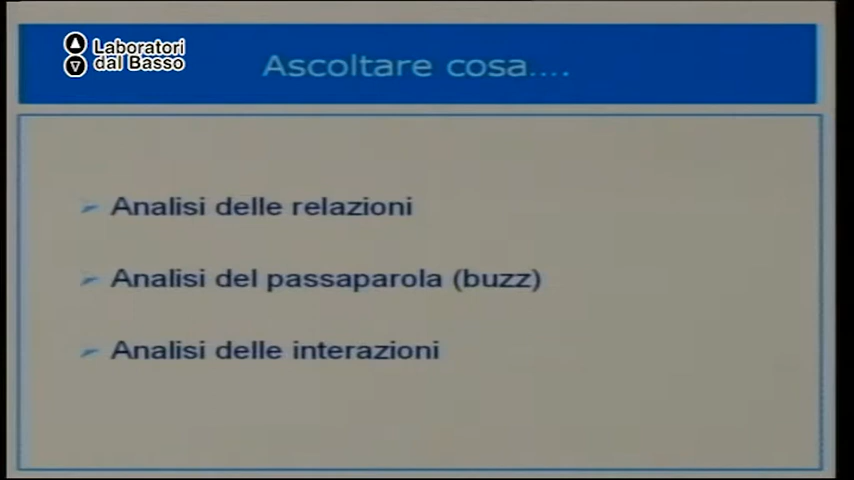 Laboratori
dal Basso
Ascoltare cosa....
Analisi delle relazioni
Analisi del passaparola (buzz)
Analisi delle interazioni